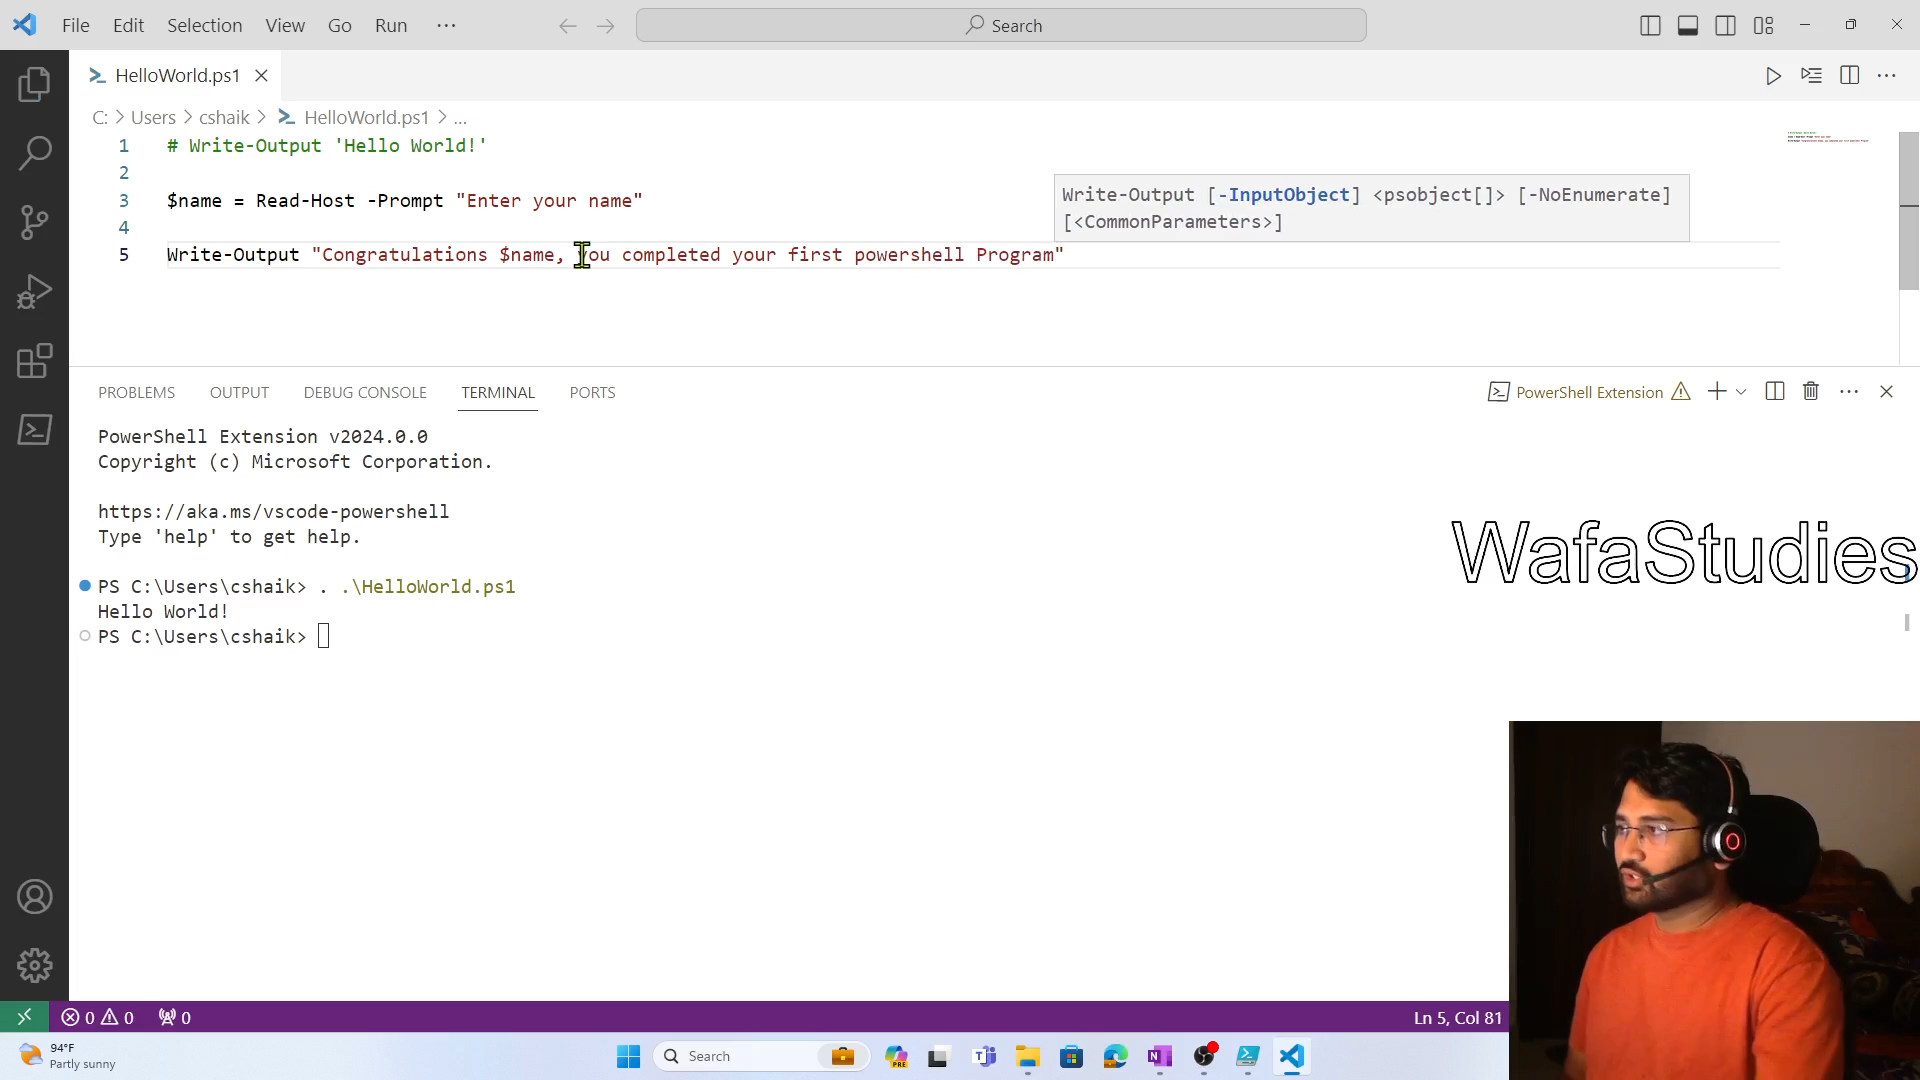 File Edit Selection View Go Run ···
Search
HelloWorld.ps1
C: > Users > cshaik > HelloWorld.ps1 > ...
1 # Write-Output 'Hello World!'
2
3 $name = Read-Host -Prompt "Enter your name"
4
5 Write-Output "Congratulations $name, you completed your first powershell Program"
Write-Output [-InputObject] <psobject[]> [-NoEnumerate]
[<CommonParameters>]
PROBLEMS OUTPUT DEBUG CONSOLE TERMINAL PORTS
PowerShell Extension
PowerShell Extension v2024.0.0
Copyright (c) Microsoft Corporation.
https://aka.ms/vscode-powershell
Type 'help' to get help.
PS C:\Users\cshaik> . .\HelloWorld.ps1
Hello World!
PS C:\Users\cshaik>
WafaStudies
0 0 0
Ln 5, Col 81
94°F
Partly sunny
Search
PRE